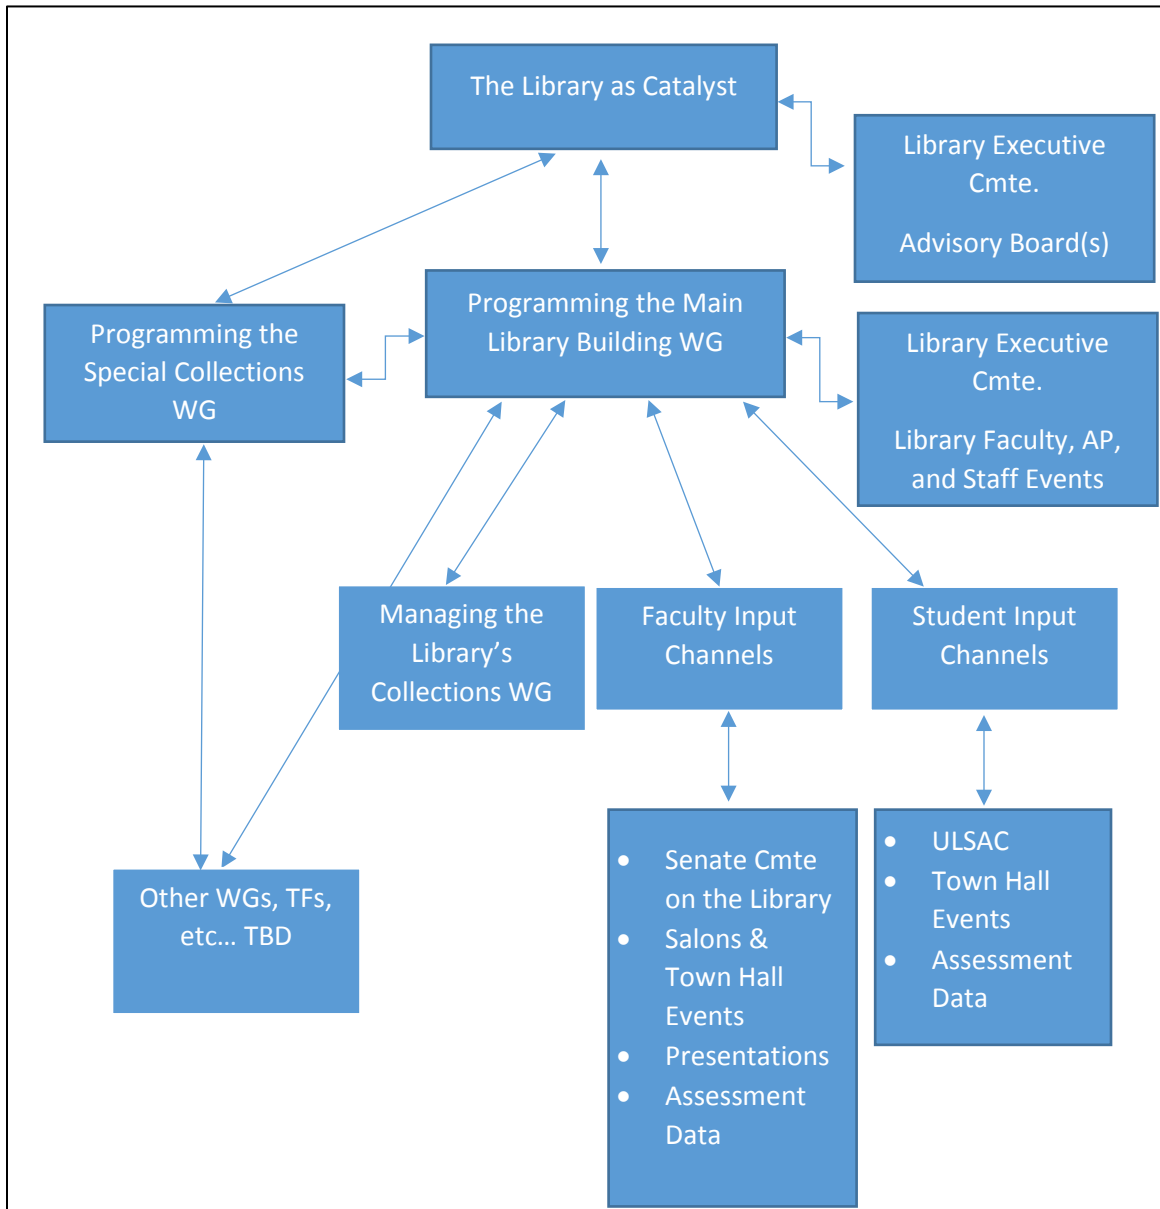 The Library as Catalyst
Library Executive
Cmte.
Advisory Board(s)
Programming the Main
Library Building WG
Programming the
Special Collections
WG
Library Executive
Cmte.
Library Faculty, AP,
and Staff Events
Managing the
Library’s
Collections WG
Faculty Input
Channels
Student Input
Channels
Other WGs, TFs,
etc… TBD
• Senate Cmte
on the Library
• Salons &
Town Hall
Events
• Presentations
• Assessment
Data
• ULSAC
• Town Hall
Events
• Assessment
Data